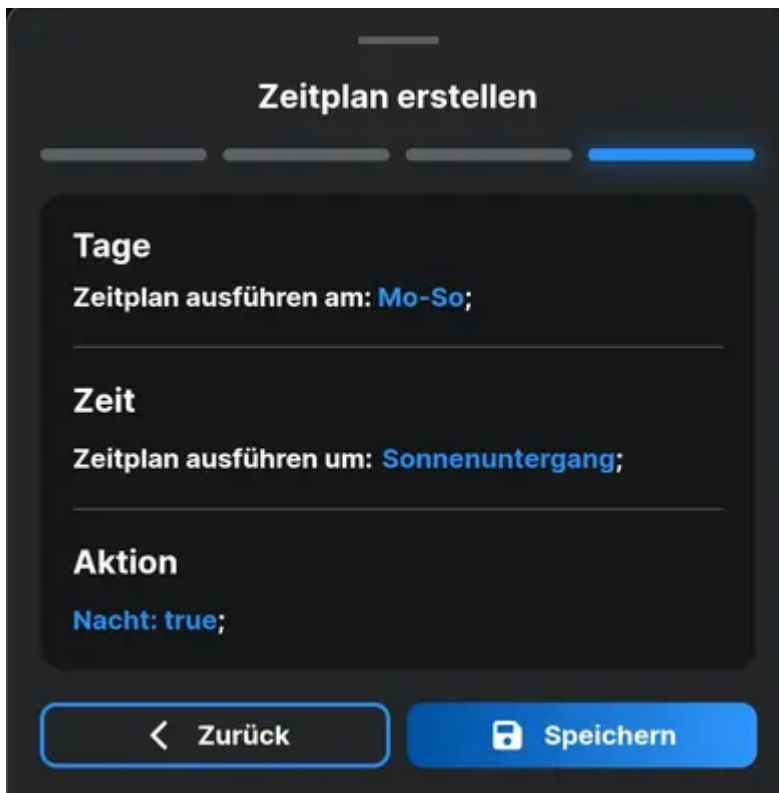 Zeitplan erstellen
Tage
Zeitplan ausführen am: Mo-So;
Zeit
Zeitplan ausführen um: Sonnenuntergang;
Aktion
Nacht: true;
Zurück
Speichern